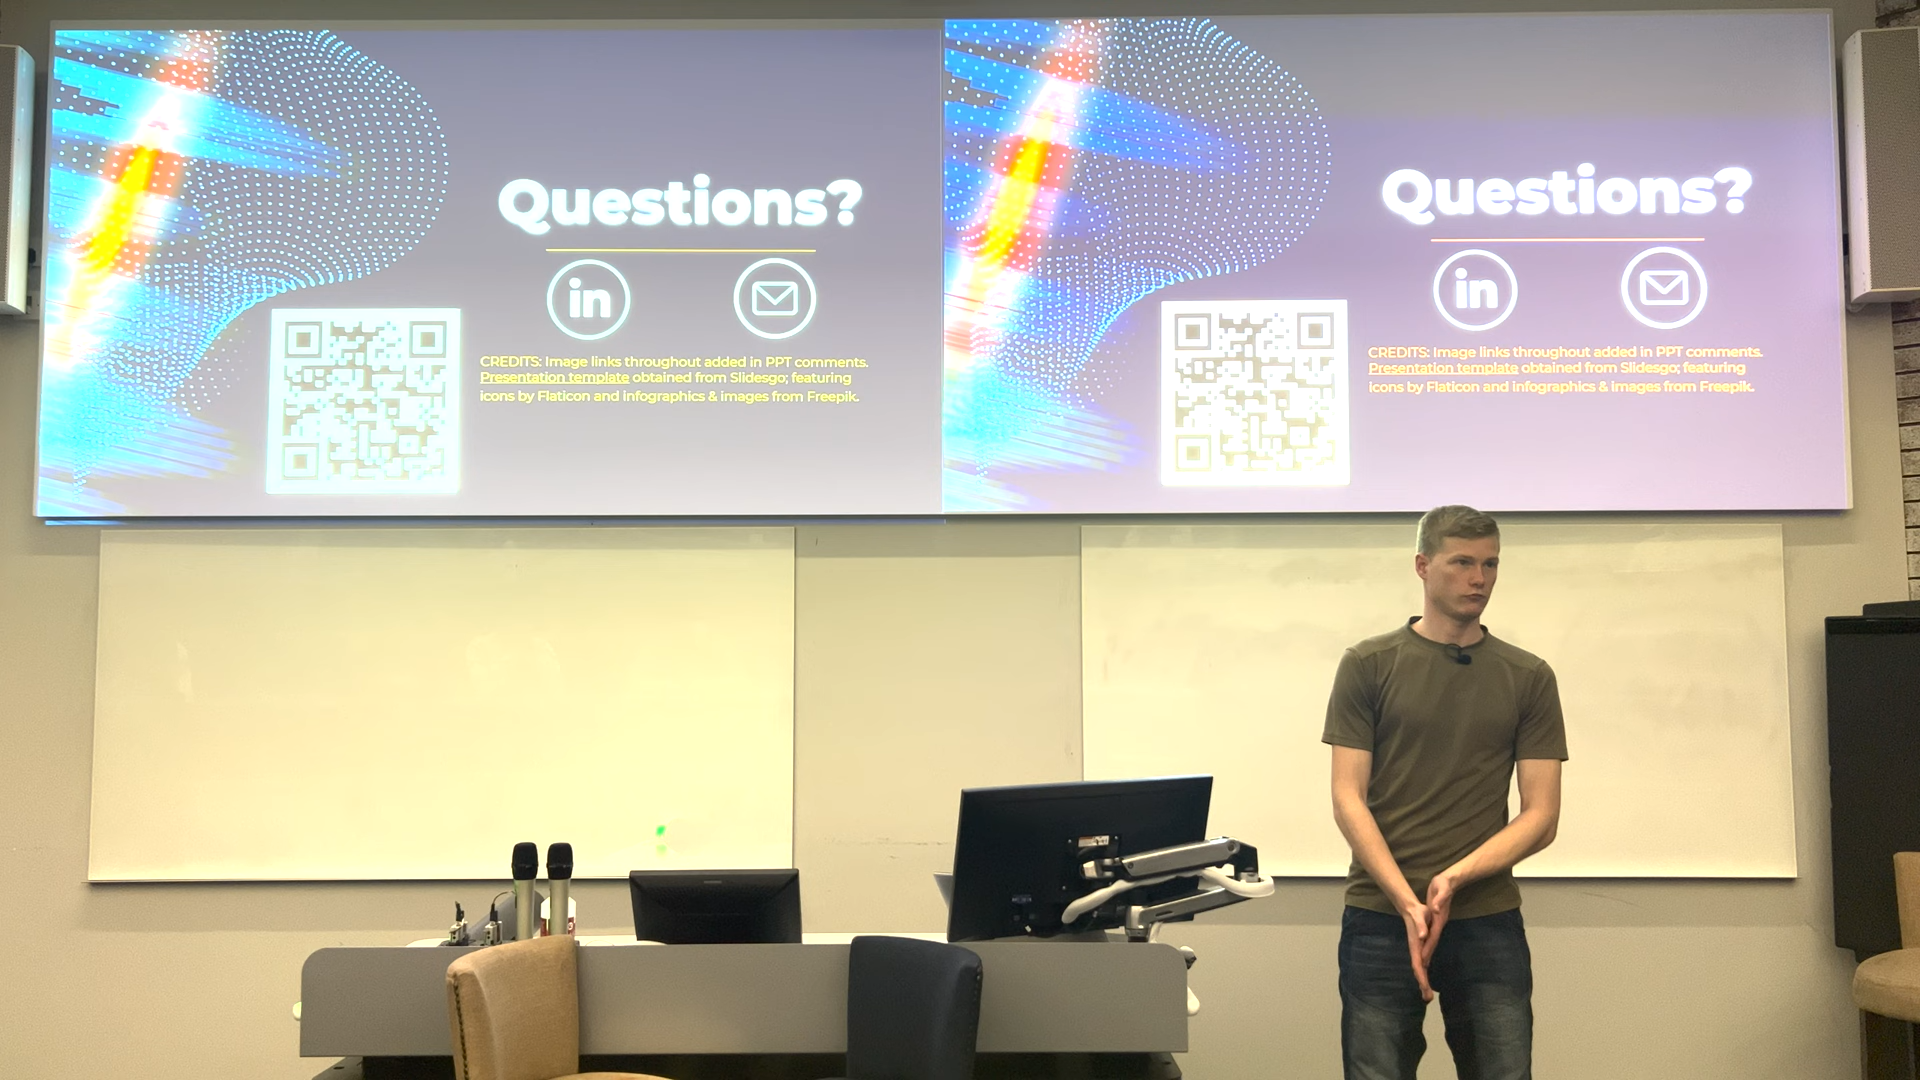 Questions?
in
CREDITS: Image links throughout added in PPT comments.
Presentation template obtained from Slidesgo; featuring
icons by Flaticon and infographics & images from Freepik.
Questions?
in
CREDITS: Image links throughout added in PPT comments.
Presentation template obtained from Slidesgo; featuring
icons by Flaticon and infographics & images from Freepik.